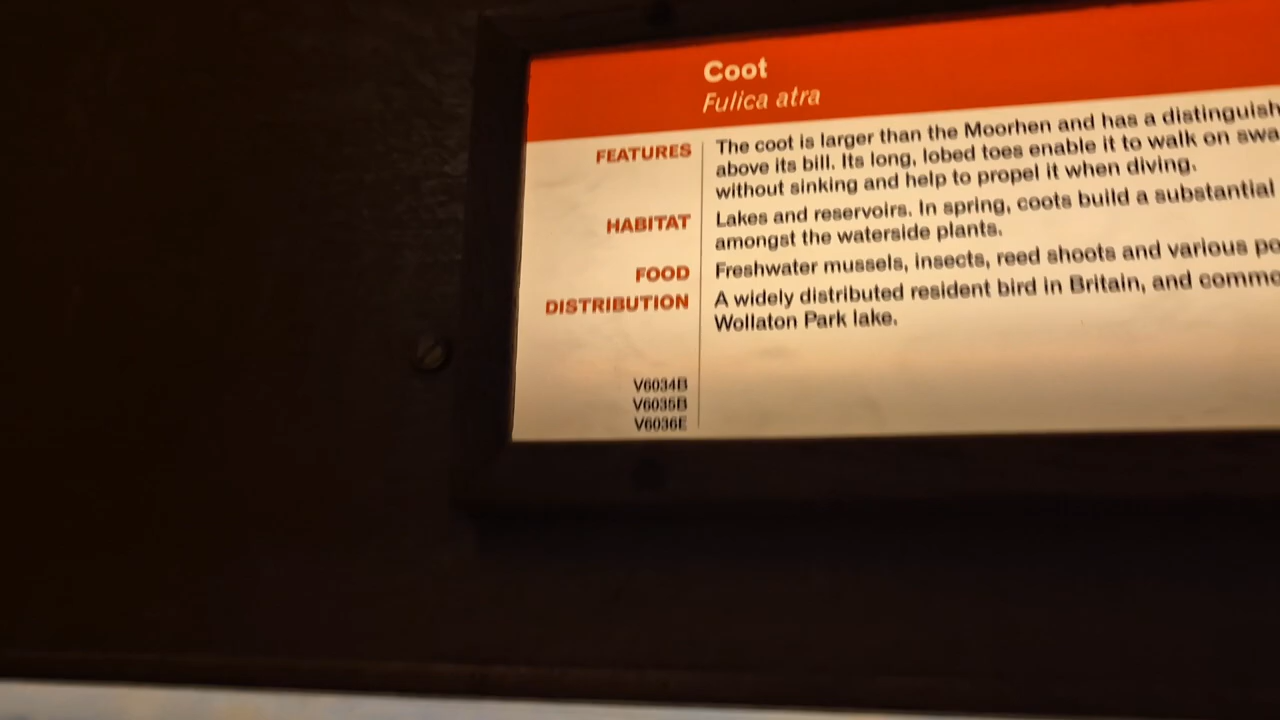 Coot
Fulica atra
FEATURES
The coot is larger than the Moorhen and has a
above its bill. Its long, lobed toes enable it to walk on
without sinking and help to propel it when diving.
HABITAT
Lakes and reservoirs. In spring, coots build a substantial
amongst the waterside plants.
FOOD
Freshwater mussels, insects, reed shoots and various
DISTRIBUTION
A widely distributed resident bird in Britain, and
Wollaton Park lake.
V6034B
V6035B
V6036E